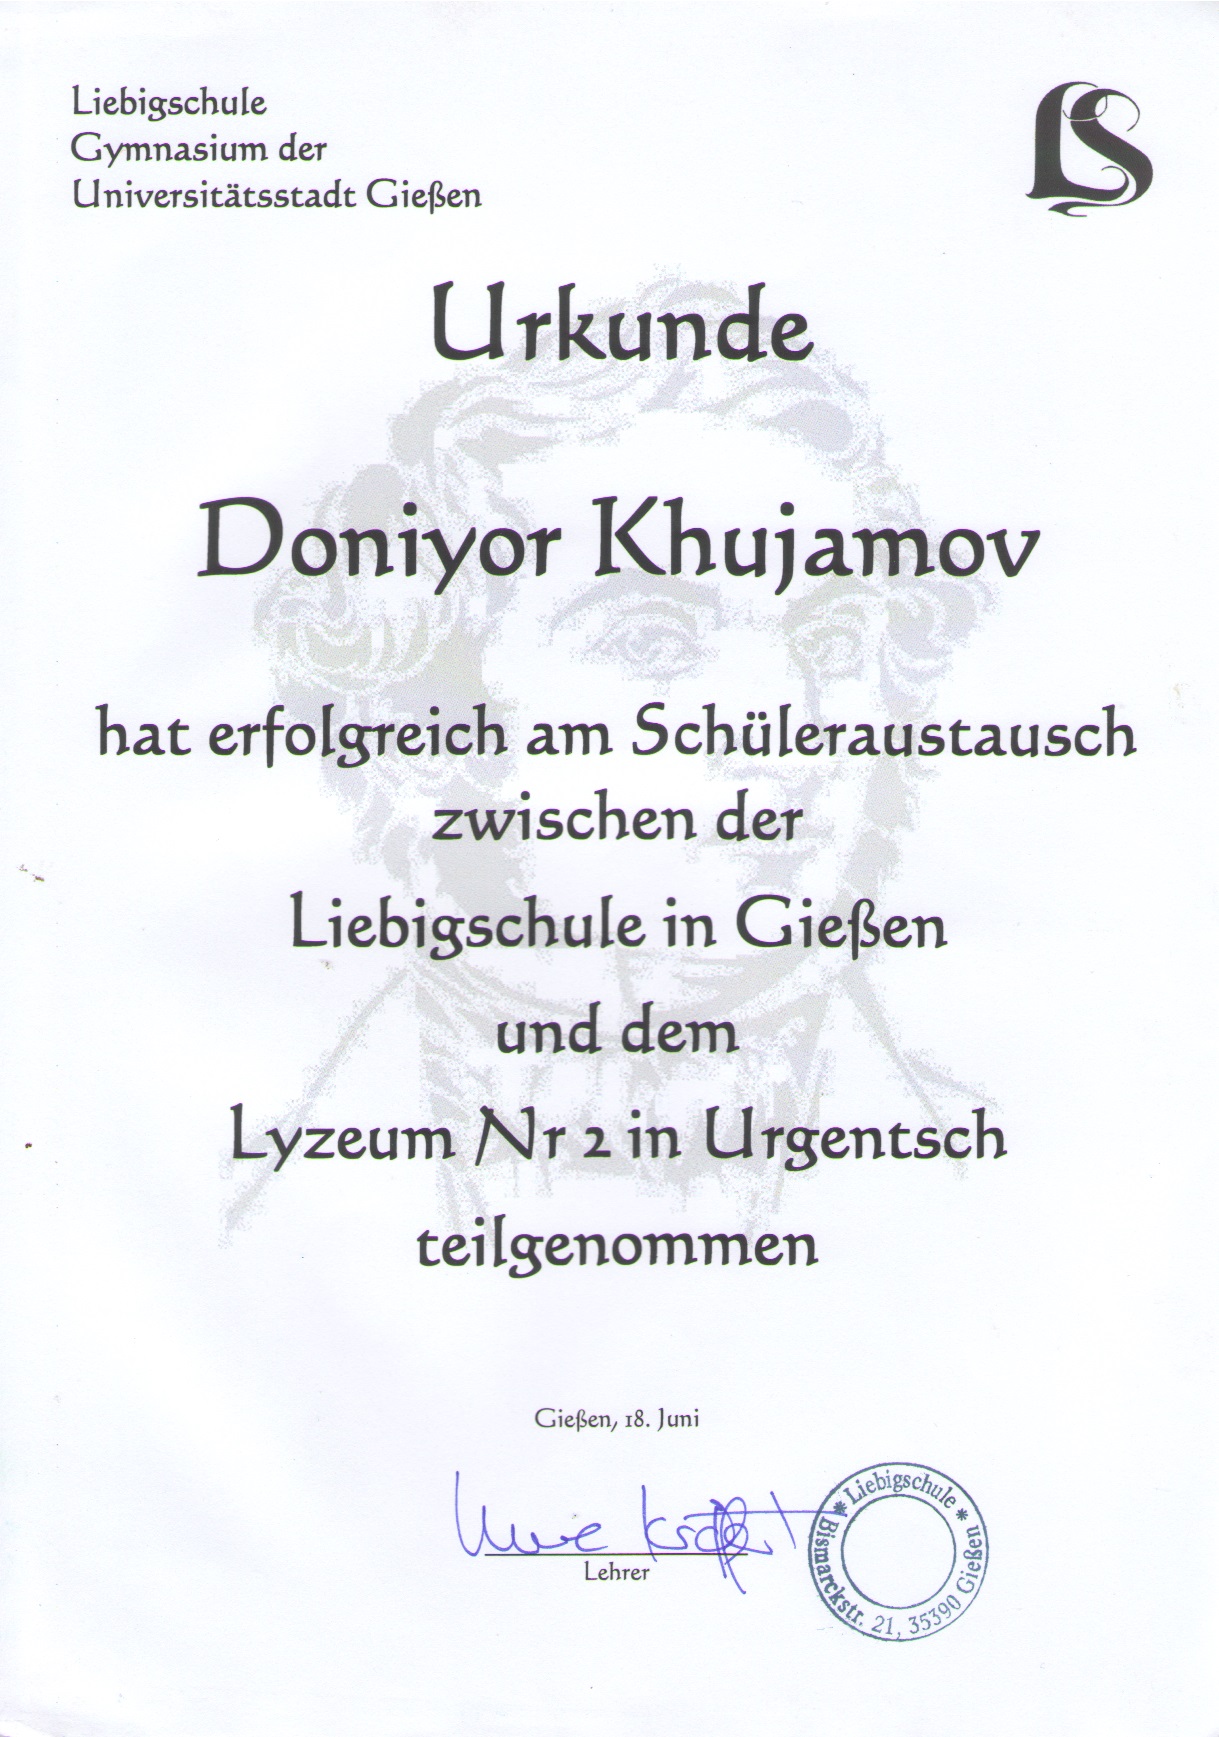 Liebigschule
Gymnasium der
Universitätsstadt Gießen
LS
Urkunde
Doniyor Khujamov
hat erfolgreich am Schüleraustausch
zwischen der
Liebigschule in Gießen
und dem
Lyzeum Nr 2 in Urgentsch
teilgenommen
Gießen, 18. Juni
Uwe
Lehrer
* Liebigschule * Bismarckstr. 21, 35390 Gießen